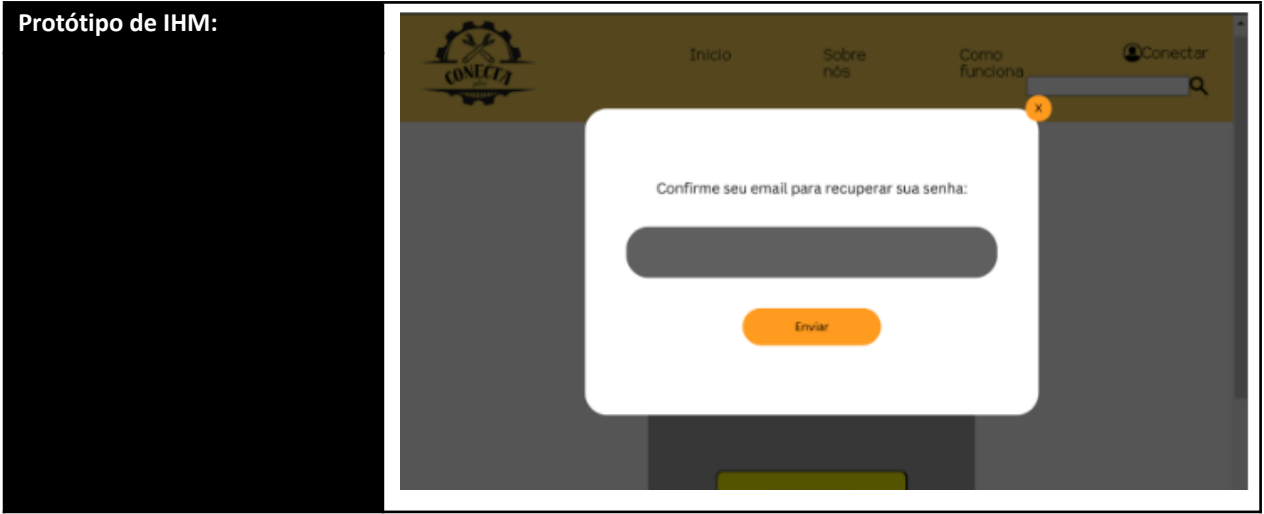 Protótipo de IHM:
CONECTA
Inicio
Sobre
nós
Como
funciona
Conectar
X
Confirme seu email para recuperar sua senha:
Enviar